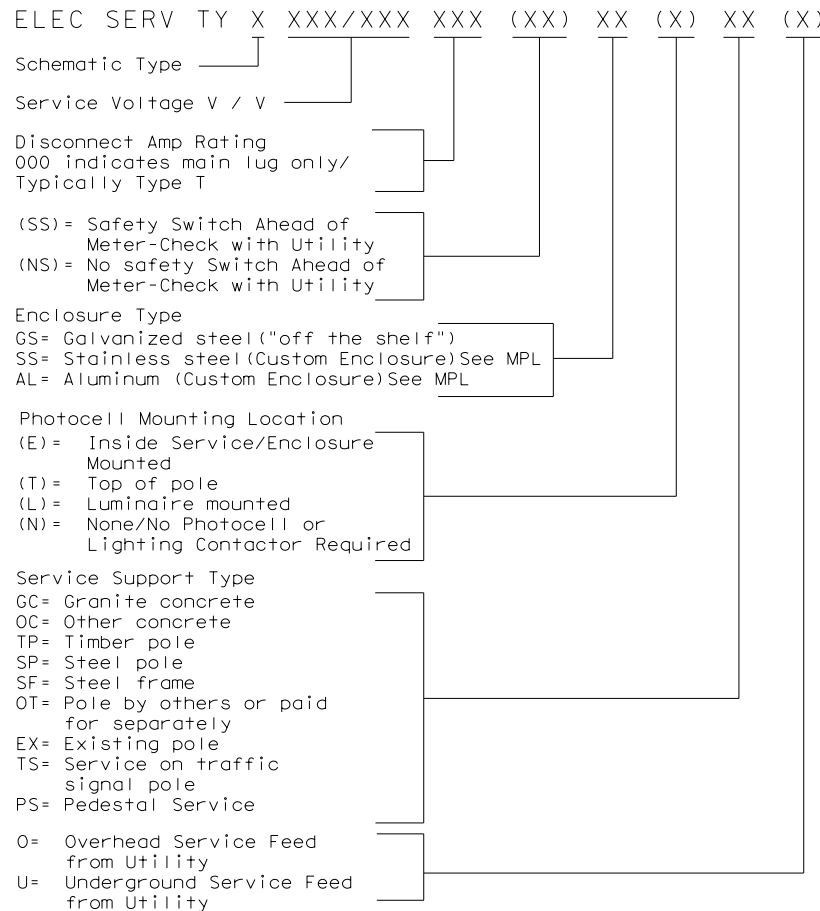 ELEC SERV TY X XXX/XXX XXX (XX) XX (X) XX (X)
Schematic Type
Service Voltage V / V
Disconnect Amp Rating
000 indicates main lug only/
Typically Type T
(SS)= Safety Switch Ahead of
Meter-Check with Utility
(NS)= No safety Switch Ahead of
Meter-Check with Utility
Enclosure Type
GS= Galvanized steel("off the shelf")
SS= Stainless steel(Custom Enclosure)See MPL
AL= Aluminum (Custom Enclosure)See MPL
Photocell Mounting Location
(E)= Inside Service/Enclosure
Mounted
(T)= Top of pole
(L)= Luminaire mounted
(N)= None/No Photocell or
Lighting Contactor Required
Service Support Type
GC= Granite concrete
OC= Other concrete
TP= Timber pole
SP= Steel pole
SF= Steel frame
OT= Pole by others or paid
for separately
EX= Existing pole
TS= Service on traffic
signal pole
PS= Pedestal Service
O= Overhead Service Feed
from Utility
U= Underground Service Feed
from Utility